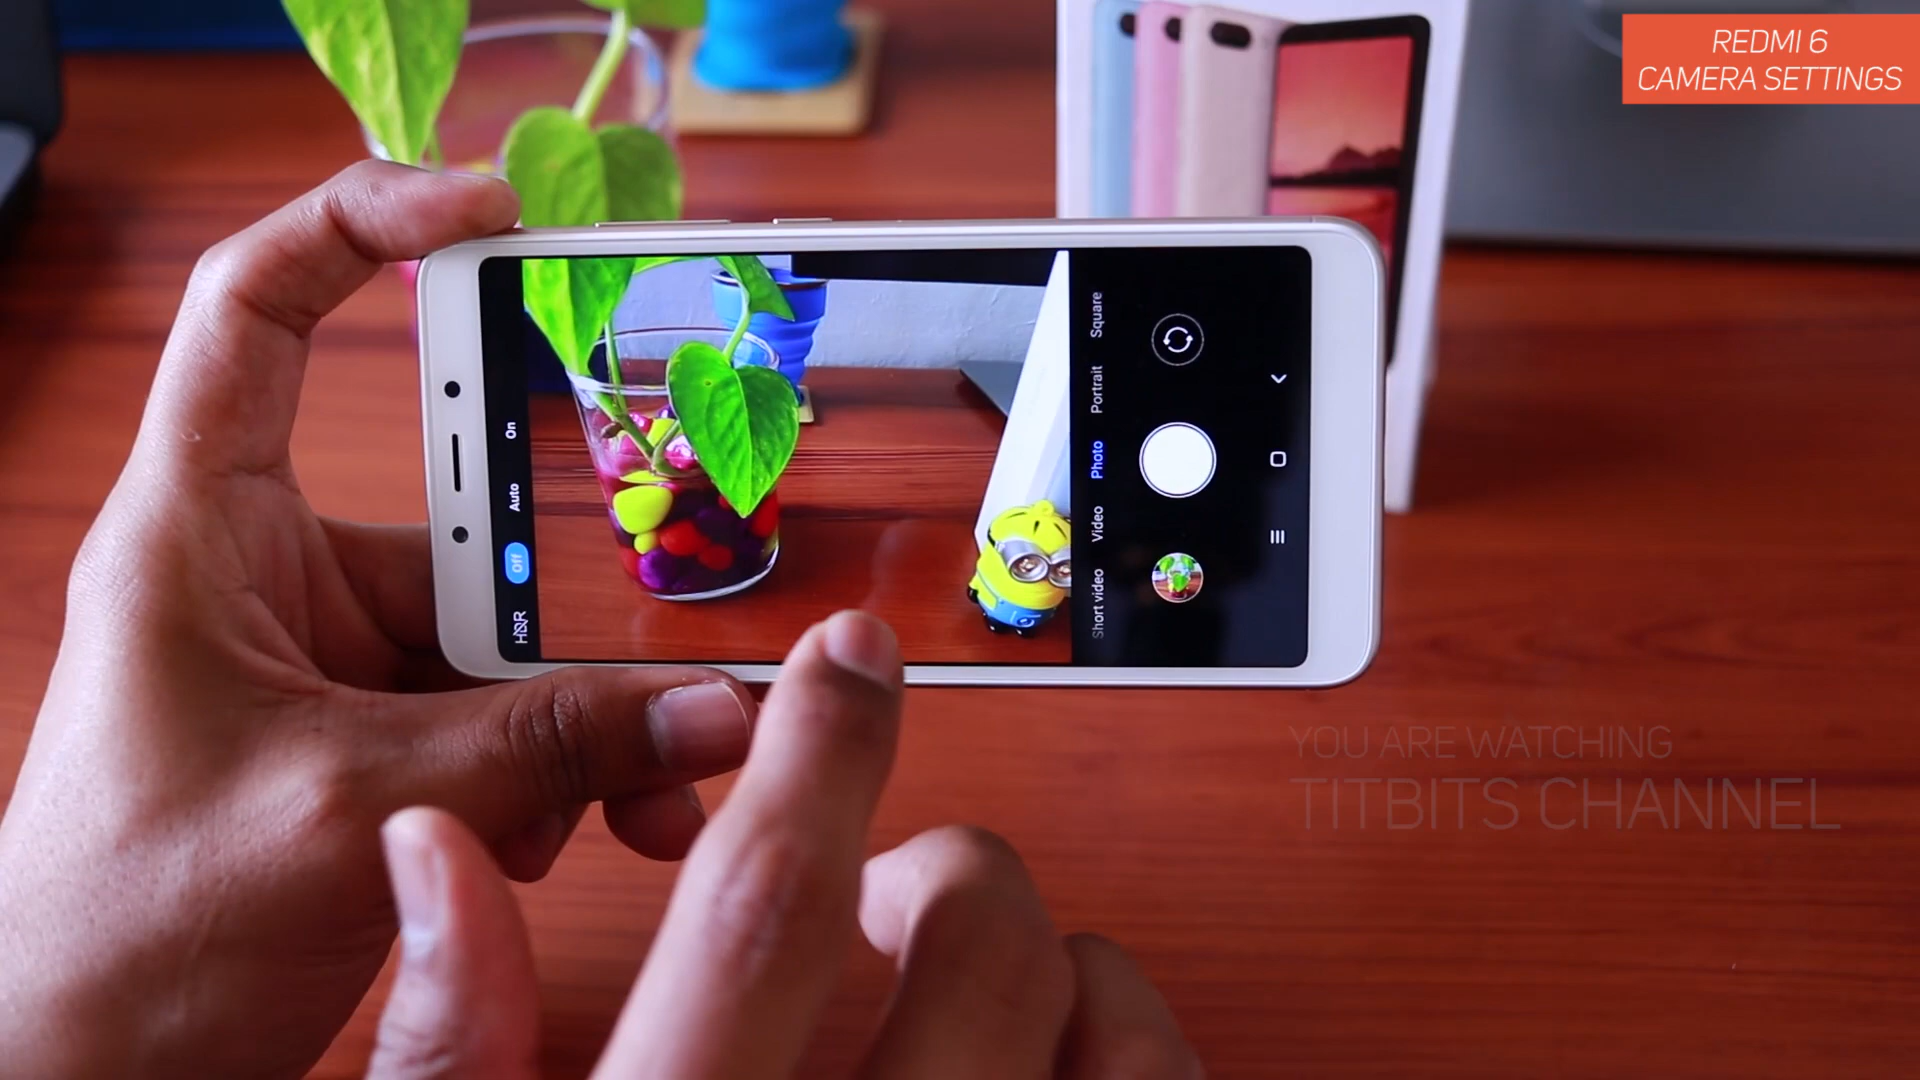 REDMI 6
CAMERA SETTINGS
On
Auto
Off
HDR
Square
Portrait
Photo
Video
Short video
YOU ARE WATCHING
TITBITS CHANNEL